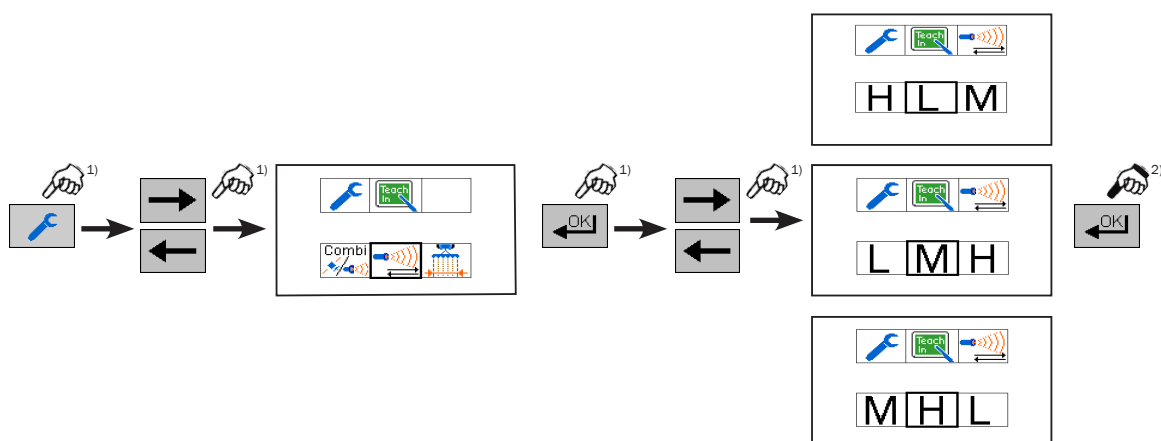 Teach In
H L M
1)
1)
Teach In
Combi
1)
OK
1)
Teach In
L M H
2)
OK
Teach In
M H L